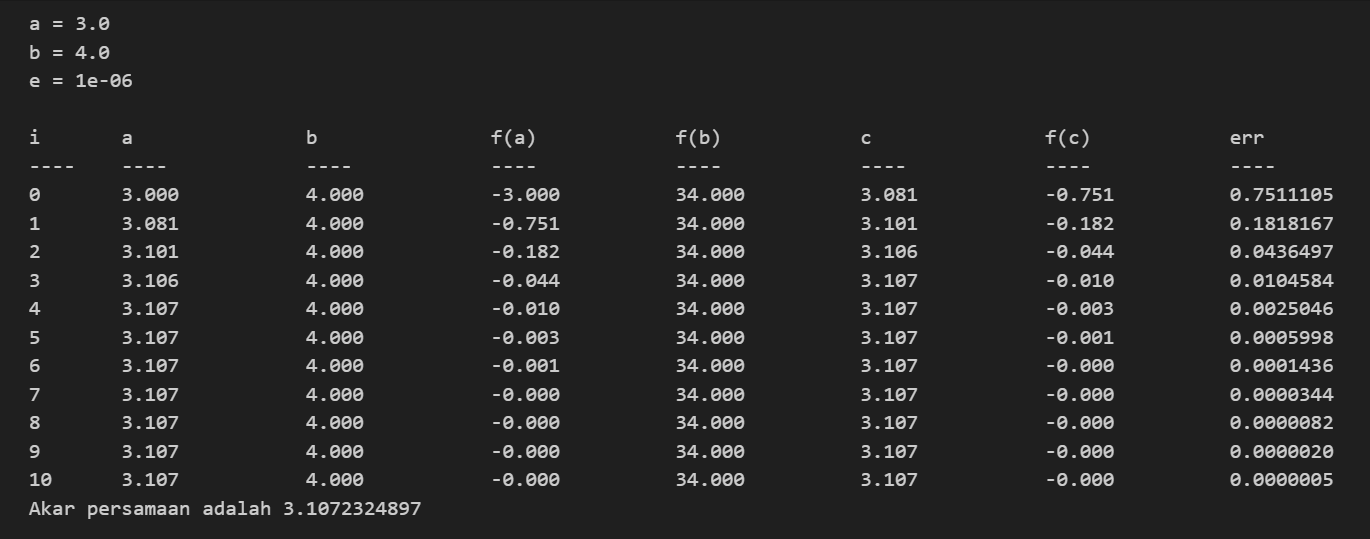 a = 3.0
b = 4.0
e = 1e-06
i a b f(a) f(b) c f(c) err
---- ---- ---- ---- ---- ---- ---- ----
0 3.000 4.000 -3.000 34.000 3.081 -0.751 0.7511105
1 3.081 4.000 -0.751 34.000 3.101 -0.182 0.1818167
2 3.101 4.000 -0.182 34.000 3.106 -0.044 0.0436497
3 3.106 4.000 -0.044 34.000 3.107 -0.010 0.0104584
4 3.107 4.000 -0.010 34.000 3.107 -0.003 0.0025046
5 3.107 4.000 -0.003 34.000 3.107 -0.001 0.0005998
6 3.107 4.000 -0.001 34.000 3.107 -0.000 0.0001436
7 3.107 4.000 -0.000 34.000 3.107 -0.000 0.0000344
8 3.107 4.000 -0.000 34.000 3.107 -0.000 0.0000082
9 3.107 4.000 -0.000 34.000 3.107 -0.000 0.0000020
10 3.107 4.000 -0.000 34.000 3.107 -0.000 0.0000005
Akar persamaan adalah 3.1072324897